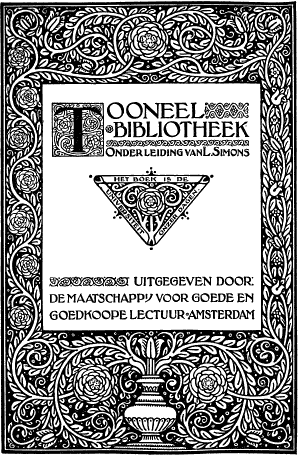 TOONEEL
BIBLIOTHEEK
ONDER LEIDING VAN L. SIMONS
HET BOEK IS DE
UITGEGEVEN DOOR:
DE MAATSCHAPPIJ VOOR GOEDE EN
GOEDKOOPE LECTUUR-AMSTERDAM